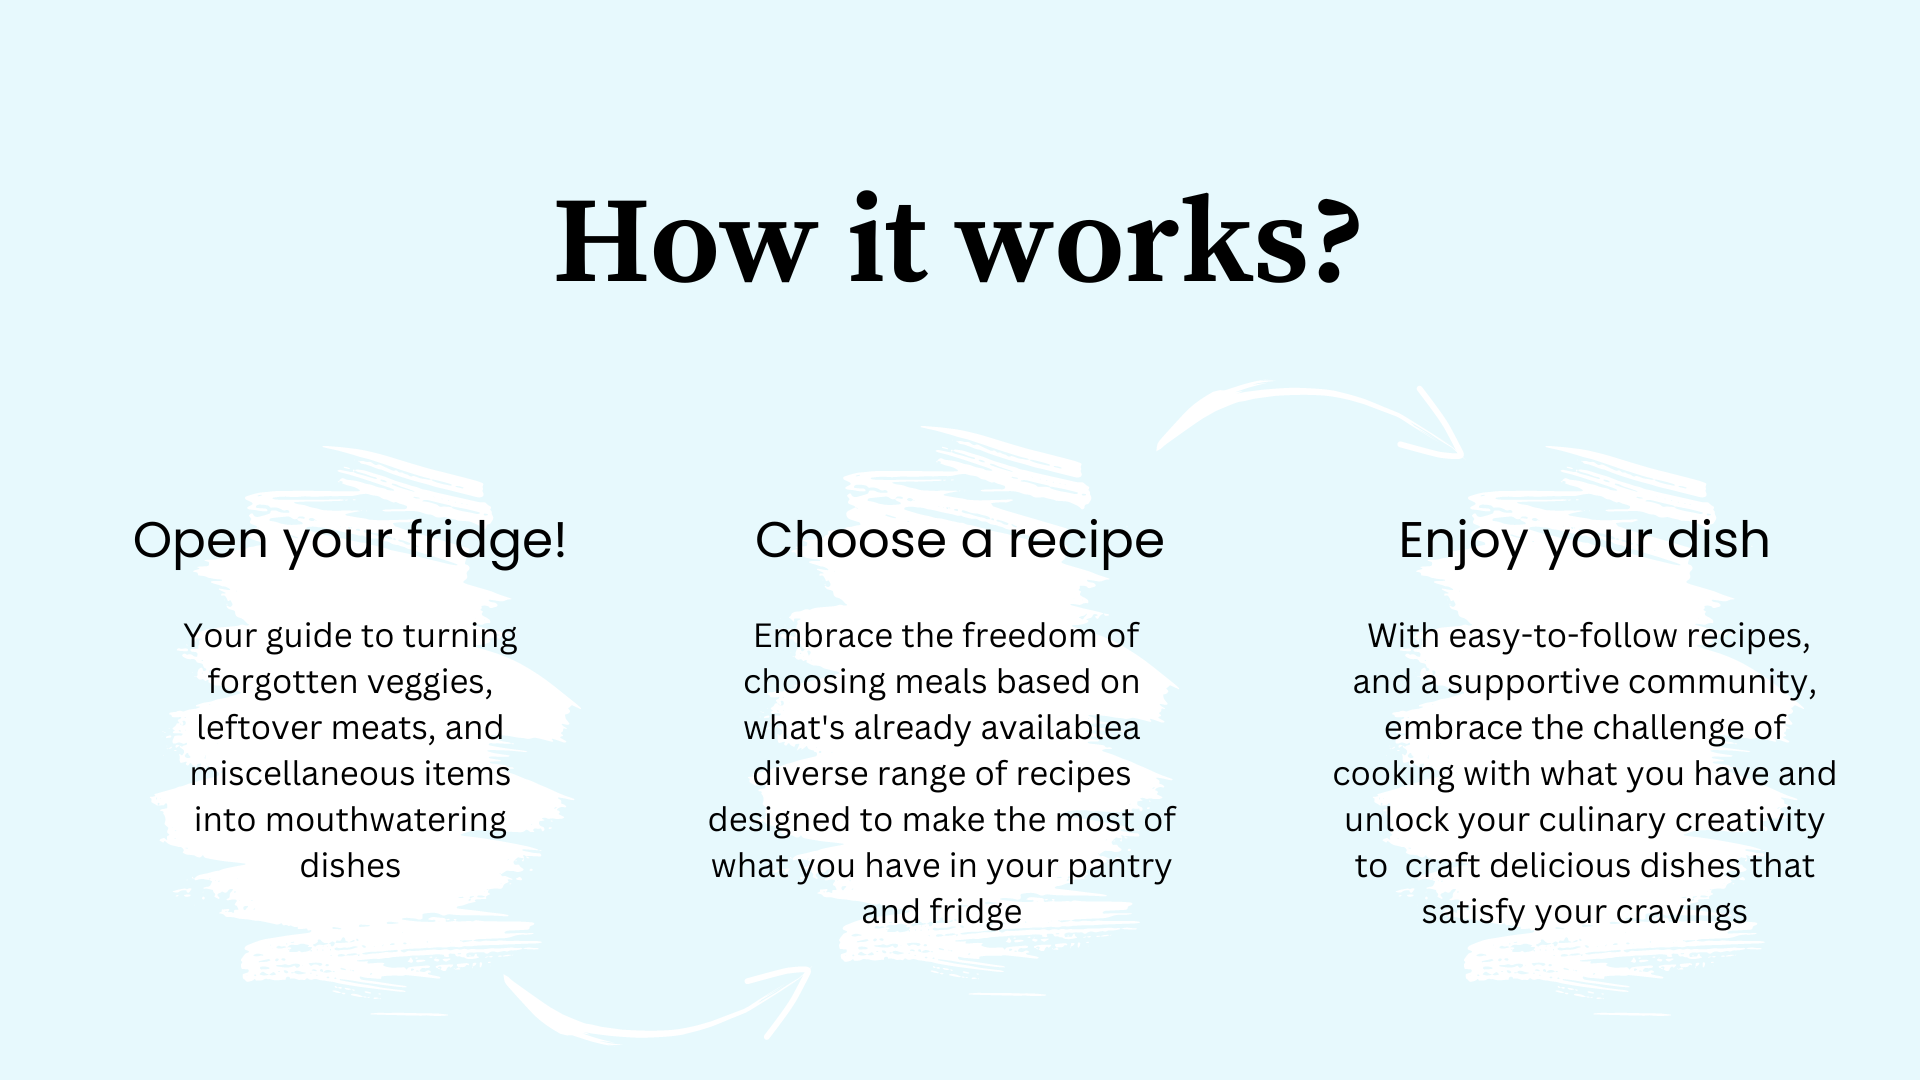 How it works?
Open your fridge!
Your guide to turning
forgotten veggies,
leftover meats, and
miscellaneous items
into mouthwatering
dishes
Choose a recipe
Embrace the freedom of
choosing meals based on
what's already availablea
diverse range of recipes
designed to make the most of
what you have in your pantry
and fridge
Enjoy your dish
With easy-to-follow recipes,
and a supportive community,
embrace the challenge of
cooking with what you have and
unlock your culinary creativity
to  craft delicious dishes that
satisfy your cravings